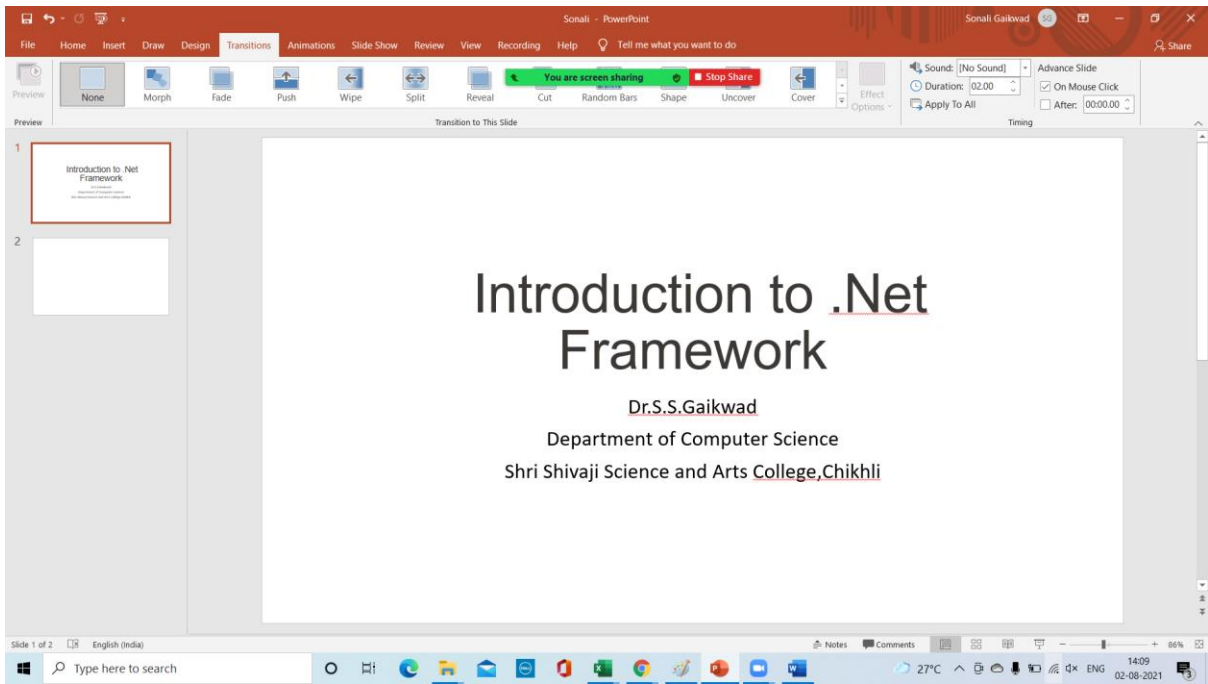 Sonali - PowerPoint
Sonali Gaikwad
SG
File Home Insert Draw Design Transitions Animations Slide Show Review View Recording Help Tell me what you want to do
Share
You are screen sharing Stop Share
Preview
None Morph Fade Push Wipe Split Reveal Cut Random Bars Shape Uncover Cover
Effect
Options
Sound: [No Sound]
Duration: 02.00
Apply To All
Advance Slide
On Mouse Click
After: 00:00.00
Preview
Transition to This Slide
Timing
1
Introduction to .Net
Framework
2
Introduction to .Net
Framework
Dr.S.S.Gaikwad
Department of Computer Science
Shri Shivaji Science and Arts College,Chikhli
Slide 1 of 2 English (India)
Notes Comments
86%
Type here to search
27°C
ENG
14:09
02-08-2021